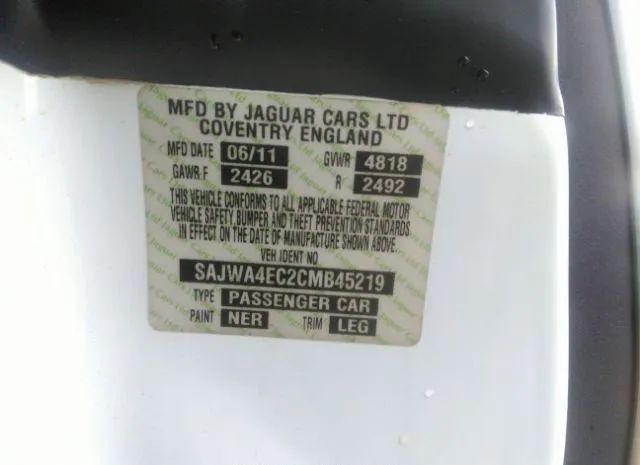 MFD BY JAGUAR CARS LTD
COVENTRY ENGLAND
MFD DATE 06/11 GVWR 4818
GAWR F 2426 R 2492
THIS VEHICLE CONFORMS TO ALL APPLICABLE FEDERAL MOTOR
VEHICLE SAFETY, BUMPER AND THEFT PREVENTION STANDARDS
IN EFFECT ON THE DATE OF MANUFACTURE SHOWN ABOVE.
VEH IDENT NO
SAJWA4EC2CMB45219
TYPE PASSENGER CAR
PAINT NER TRIM LEG